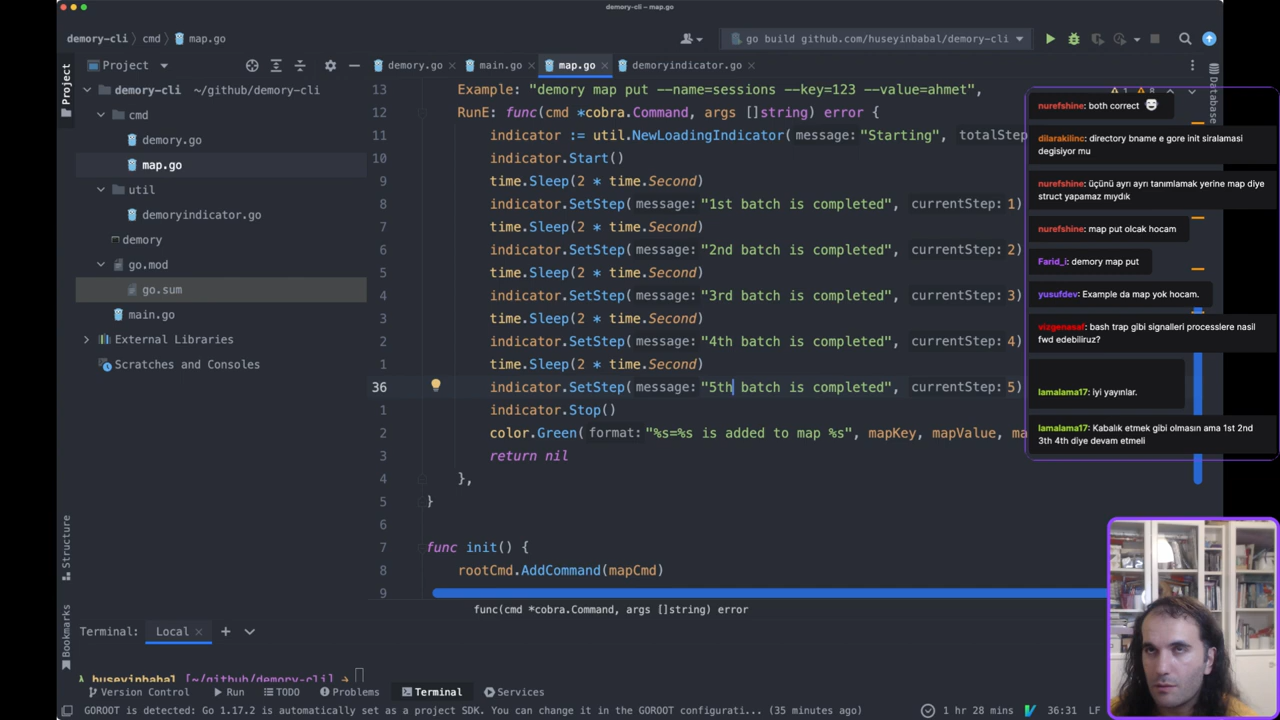 demory-cli – map.go
demory-cli cmd map.go
go build github.com/huseyinbabal/demory-cli
Project
demory.go main.go map.go demoryindicator.go
Project
demory-cli ~/github/demory-cli
cmd
demory.go
map.go
util
demoryindicator.go
demory
go.mod
go.sum
main.go
External Libraries
Scratches and Consoles
13 Example: "demory map put --name=sessions --key=123 --value=ahmet",
12 RunE: func(cmd *cobra.Command, args []string) error {
11 indicator := util.NewLoadingIndicator( message: "Starting", totalStep
10 indicator.Start()
9 time.Sleep(2 * time.Second)
8 indicator.SetStep( message: "1st batch is completed", currentStep: 1)
7 time.Sleep(2 * time.Second)
6 indicator.SetStep( message: "2nd batch is completed", currentStep: 2)
5 time.Sleep(2 * time.Second)
4 indicator.SetStep( message: "3rd batch is completed", currentStep: 3)
3 time.Sleep(2 * time.Second)
2 indicator.SetStep( message: "4th batch is completed", currentStep: 4)
1 time.Sleep(2 * time.Second)
36 indicator.SetStep( message: "5th batch is completed", currentStep: 5)
1 indicator.Stop()
2 color.Green( format: "%s=%s is added to map %s", mapKey, mapValue, ma
3 return nil
4 },
5 }
6
7 func init() {
8 rootCmd.AddCommand(mapCmd)
9
func(cmd *cobra.Command, args []string) error
Database
nurefshine: both correct
dilarakilinc: directory bname e gore init siralamasi
degisiyor mu
nurefshine: üçünü ayrı ayrı tanımlamak yerine map diye
struct yapamaz mıydık
nurefshine: map put olcak hocam
Farid_i: demory map put
yusufdev: Example da map yok hocam.
vizgenasal: bash trap gibi signalleri processlere nasil
fwd edebiliruz?
lamalama17: iyi yayınlar.
lamalama17: Kabalık etmek gibi olmasın ama 1st 2nd
3th 4th diye devam etmeli
Structure
Bookmarks
Terminal: Local
huseyinbabal [~/github/demory-cli]
Version Control Run TODO Problems Terminal Services
GOROOT is detected: Go 1.17.2 is automatically set as a project SDK. You can change it in the GOROOT configurati... (35 minutes ago) 1 hr 28 mins 36:31 LF